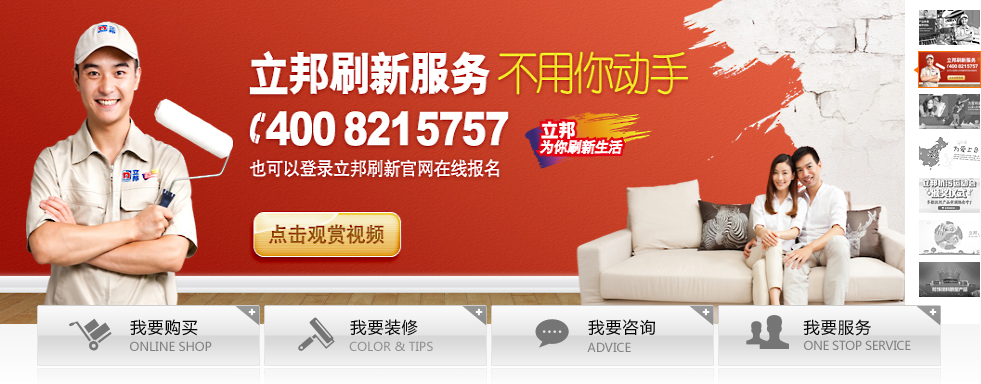 立邦刷新服务 不用你动手
400 8215757
也可以登录立邦刷新官网在线报名
立邦
为你刷新生活
点击观赏视频
立邦
我要购买
ONLINE SHOP
我要装修
COLOR & TIPS
我要咨询
ADVICE
我要服务
ONE STOP SERVICE